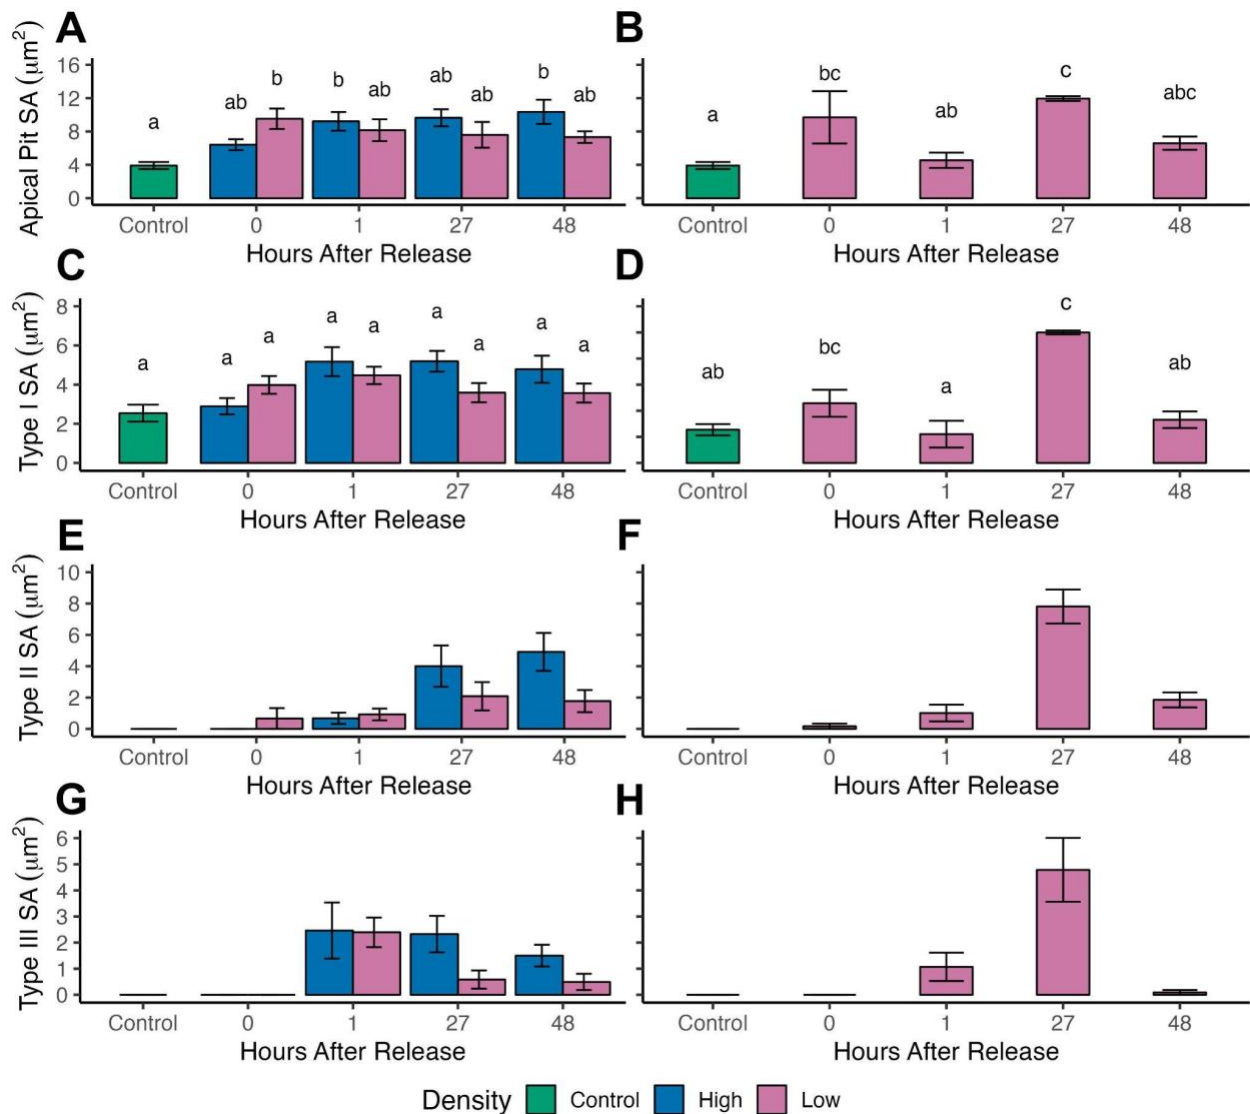 A
B
Apical Pit SA (μm²)
16
12
8
4
0
a
ab
b
b
ab
ab
ab
b
ab
a
bc
ab
c
abc
Control
0
1
27
48
Control
0
1
27
48
Hours After Release
Hours After Release
C
D
Type I SA (μm²)
8
6
4
2
0
a
a
a
a
a
a
a
a
a
ab
bc
a
c
ab
Control
0
1
27
48
Control
0
1
27
48
Hours After Release
Hours After Release
E
F
Type II SA (μm²)
10
8
6
4
2
0
Control
0
1
27
48
Control
0
1
27
48
Hours After Release
Hours After Release
G
H
Type III SA (μm²)
6
5
4
3
2
1
0
Control
0
1
27
48
Control
0
1
27
48
Hours After Release
Hours After Release
Density Control High Low